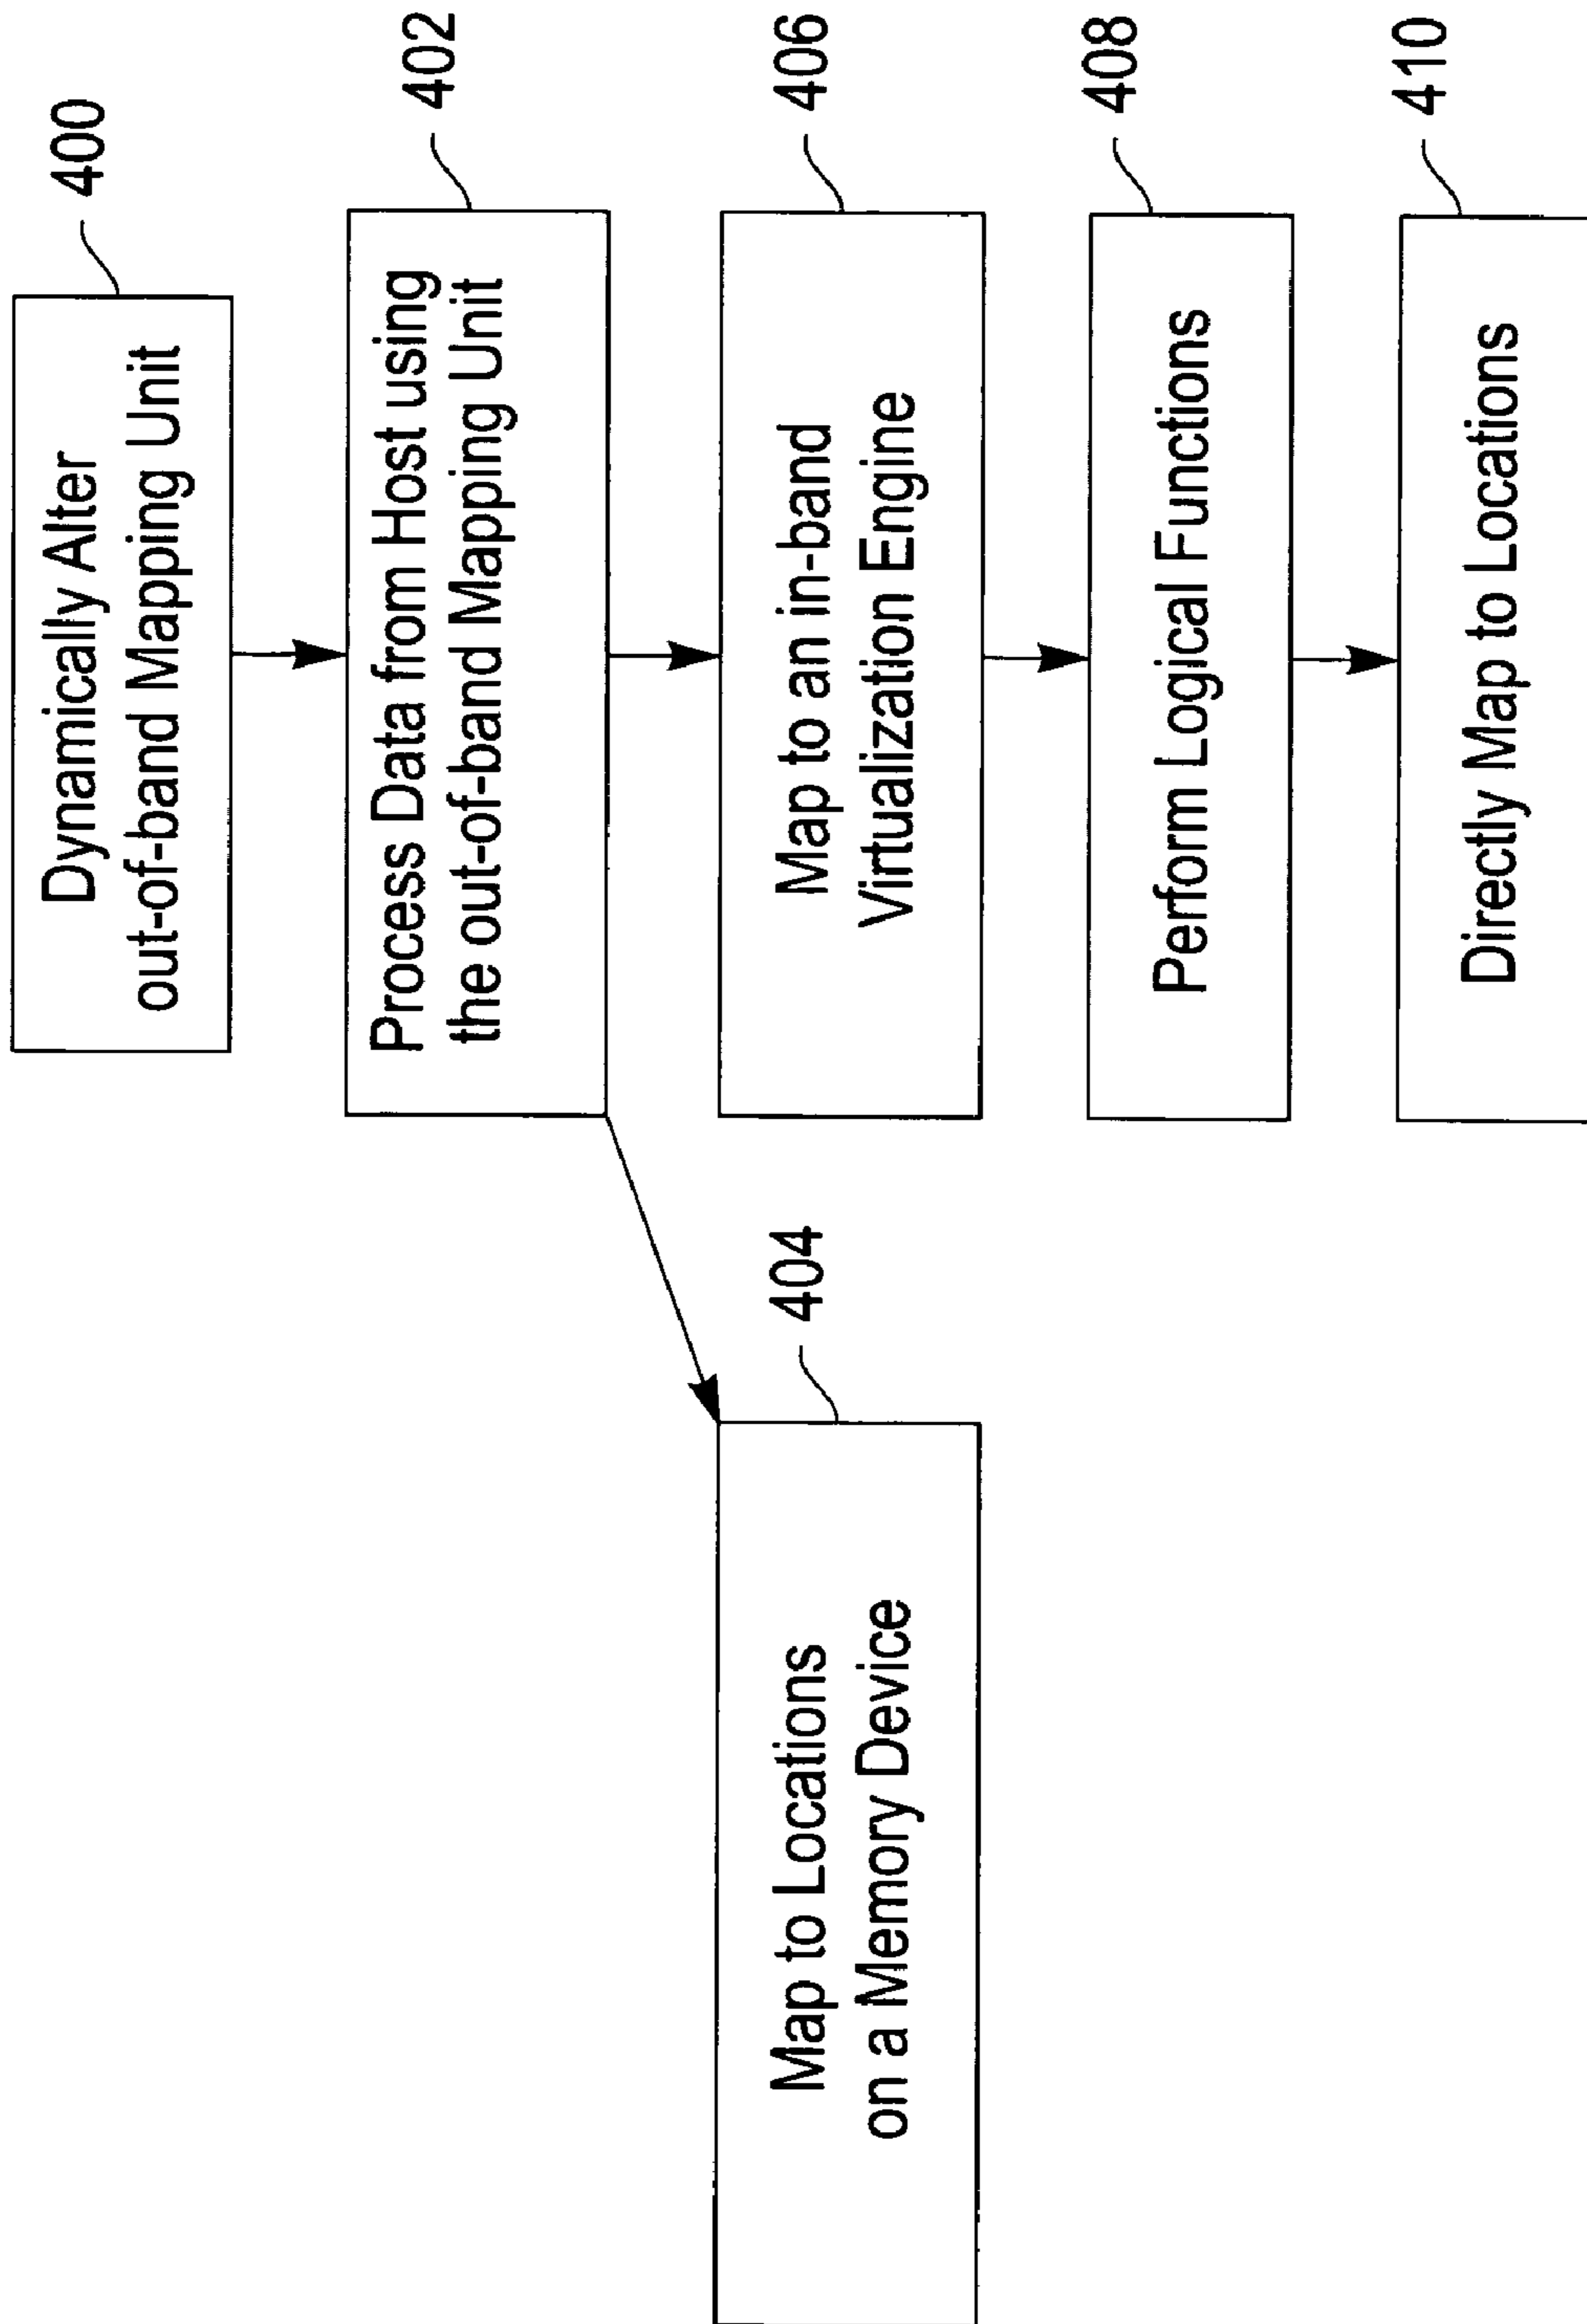 400
Dynamically Alter
out-of-band Mapping Unit
402
Process Data from Host using
the out-of-band Mapping Unit
404
Map to Locations
on a Memory Device
406
Map to an in-band
Virtualization Engine
408
Perform Logical Functions
410
Directly Map to Locations